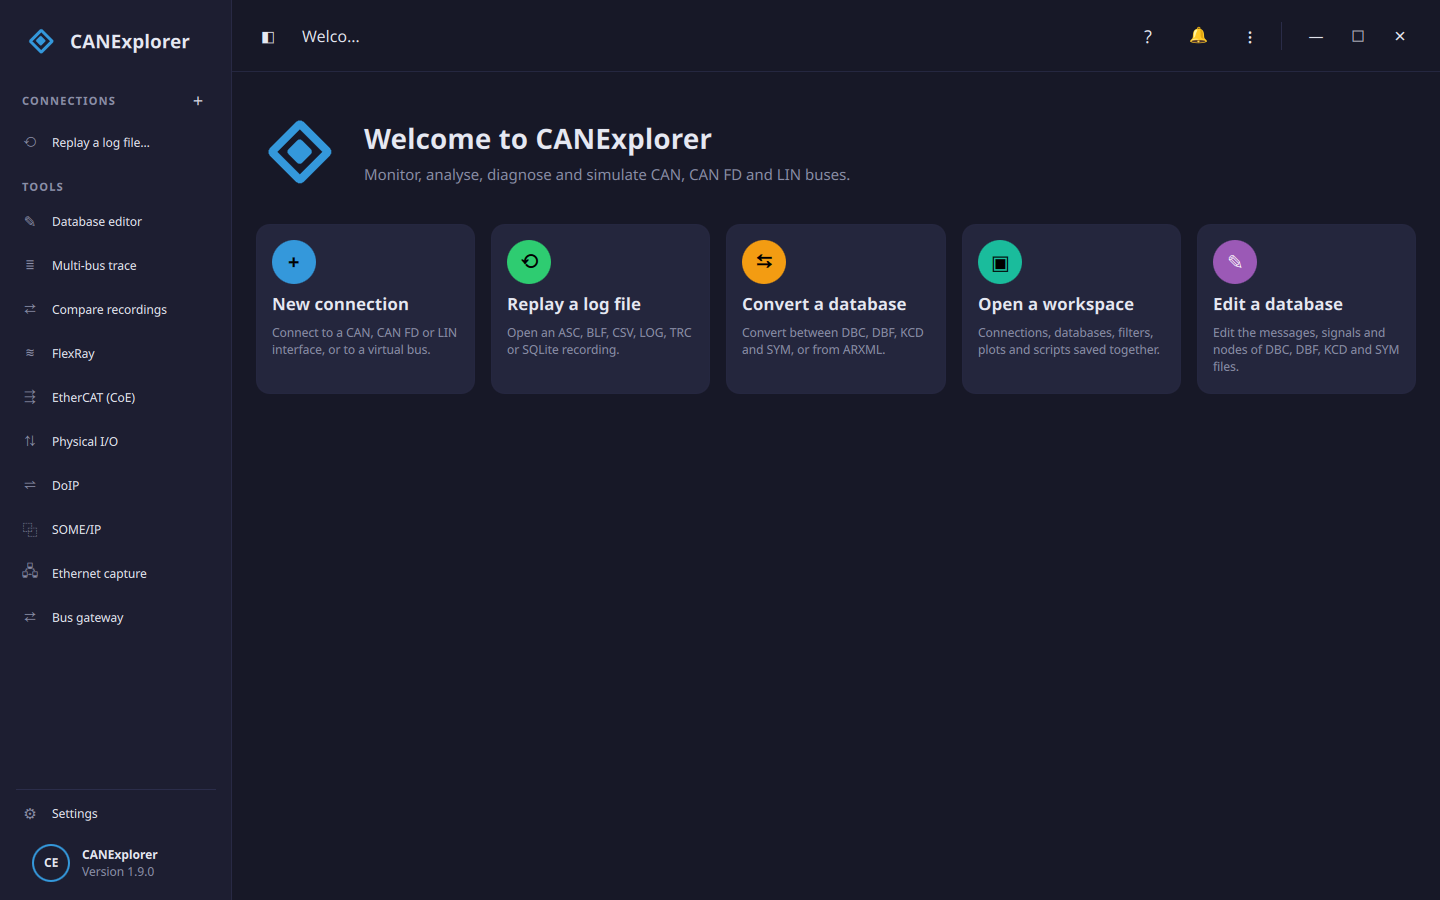 CANExplorer
CONNECTIONS
+
Replay a log file...
TOOLS
Database editor
Multi-bus trace
Compare recordings
FlexRay
EtherCAT (CoE)
Physical I/O
DoIP
SOME/IP
Ethernet capture
Bus gateway
Settings
CE
CANExplorer
Version 1.9.0
Welco...
?
Welcome to CANExplorer
Monitor, analyse, diagnose and simulate CAN, CAN FD and LIN buses.
+
New connection
Connect to a CAN, CAN FD or LIN
interface, or to a virtual bus.
Replay a log file
Open an ASC, BLF, CSV, LOG, TRC
or SQLite recording.
Convert a database
Convert between DBC, DBF, KCD
and SYM, or from ARXML.
Open a workspace
Connections, databases, filters,
plots and scripts saved together.
Edit a database
Edit the messages, signals and
nodes of DBC, DBF, KCD and SYM
files.